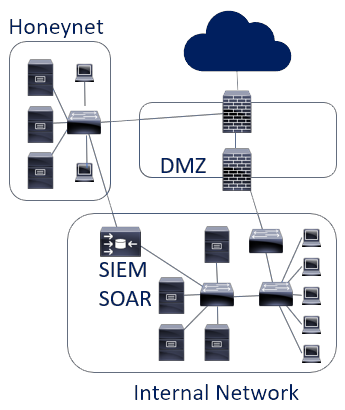 Honeynet
DMZ
SIEM
SOAR
Internal Network